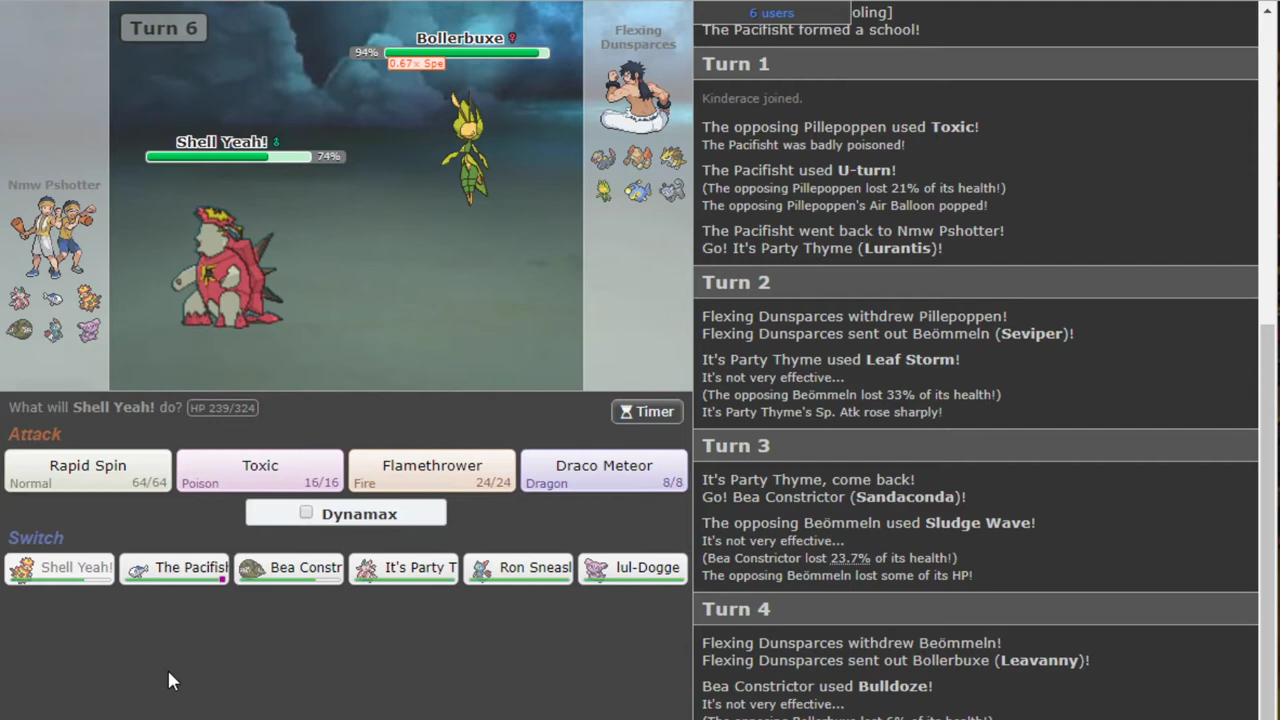 Turn 6
Bollerbuxe
94%
0.67× Spe
Shell Yeah!
74%
Nmw Pshotter
Flexing
Dunsparces
What will Shell Yeah! do? HP 239/324
Timer
Attack
Rapid Spin
Normal 64/64
Toxic
Poison 16/16
Flamethrower
Fire 24/24
Draco Meteor
Dragon 8/8
Dynamax
Switch
Shell Yeah!
The Pacifish
Bea Constr
It's Party T
Ron Sneasl
lul-Dogge
6 users
oling]
The Pacifisht formed a school!
Turn 1
Kinderace joined.
The opposing Pillepoppen used Toxic!
The Pacifisht was badly poisoned!
The Pacifisht used U-turn!
(The opposing Pillepoppen lost 21% of its health!)
The opposing Pillepoppen's Air Balloon popped!
The Pacifisht went back to Nmw Pshotter!
Go! It's Party Thyme (Lurantis)!
Turn 2
Flexing Dunsparces withdrew Pillepoppen!
Flexing Dunsparces sent out Beömmeln (Seviper)!
It's Party Thyme used Leaf Storm!
It's not very effective...
(The opposing Beömmeln lost 33% of its health!)
It's Party Thyme's Sp. Atk rose sharply!
Turn 3
It's Party Thyme, come back!
Go! Bea Constrictor (Sandaconda)!
The opposing Beömmeln used Sludge Wave!
It's not very effective...
(Bea Constrictor lost 23.7% of its health!)
The opposing Beömmeln lost some of its HP!
Turn 4
Flexing Dunsparces withdrew Beömmeln!
Flexing Dunsparces sent out Bollerbuxe (Leavanny)!
Bea Constrictor used Bulldoze!
It's not very effective...
(The opposing Bollerbuxe lost 6% of its health!)